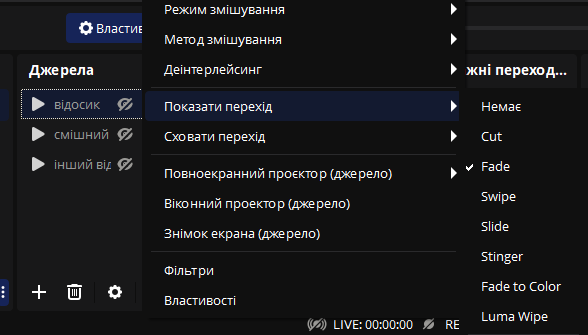 Режим змішування
Властив
Метод змішування
Джерела
Деінтерлейсинг
жні переход...
відосик
Показати перехід
Немає
смішний
Сховати перехід
Cut
інший від
Fade
Повноекранний проєктор (джерело)
Віконний проектор (джерело)
Swipe
Знімок екрана (джерело)
Slide
Stinger
Фільтри
Fade to Color
Властивості
Luma Wipe
LIVE: 00:00:00
RE